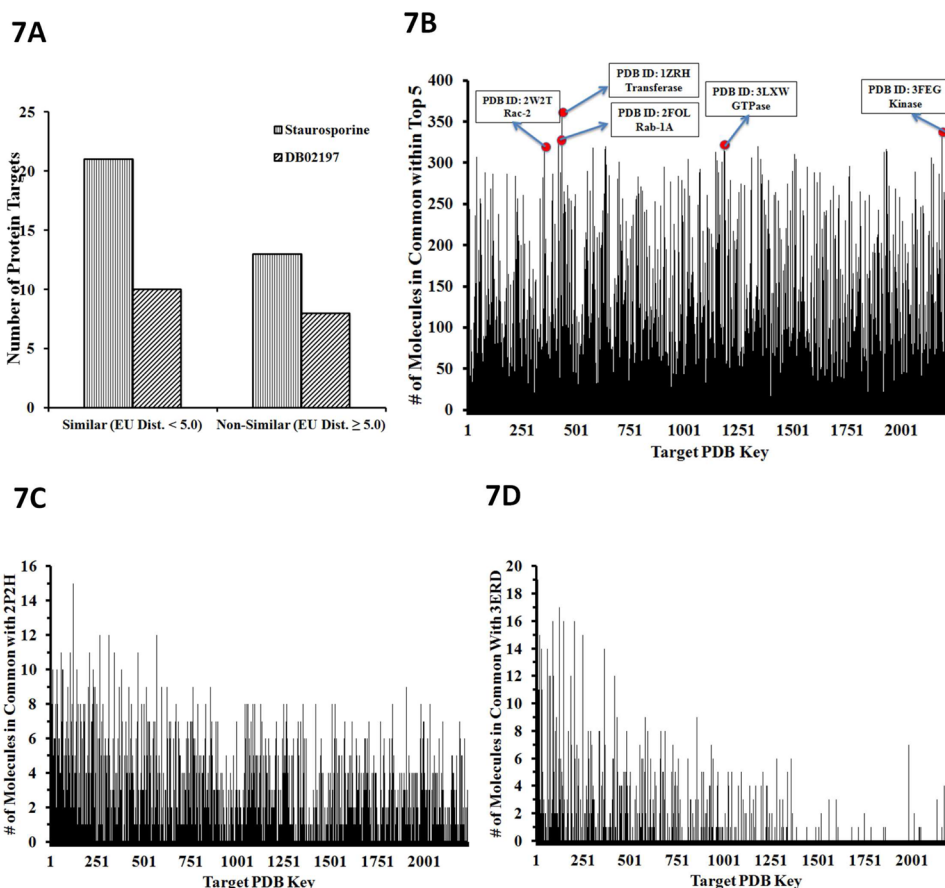 7A
Number of Protein Targets
25
20
15
10
5
0
Staurosporine
DB02197
Similar (EU Dist. < 5.0)
Non-Similar (EU Dist. ≥ 5.0)
7B
# of Molecules in Common within Top 5
400
350
300
250
200
150
100
50
0
PDB ID: 2W2T
Rac-2
PDB ID: 1ZRH
Transferase
PDB ID: 2FOL
Rab-1A
PDB ID: 3LXW
GTPase
PDB ID: 3FEG
Kinase
1 251 501 751 1001 1251 1501 1751 2001
Target PDB Key
7C
# of Molecules in Common with 2P2H
16
14
12
10
8
6
4
2
0
1 251 501 751 1001 1251 1501 1751 2001
Target PDB Key
7D
# of Molecules in Common With 3ERD
20
18
16
14
12
10
8
6
4
2
0
1 251 501 751 1001 1251 1501 1751 2001
Target PDB Key